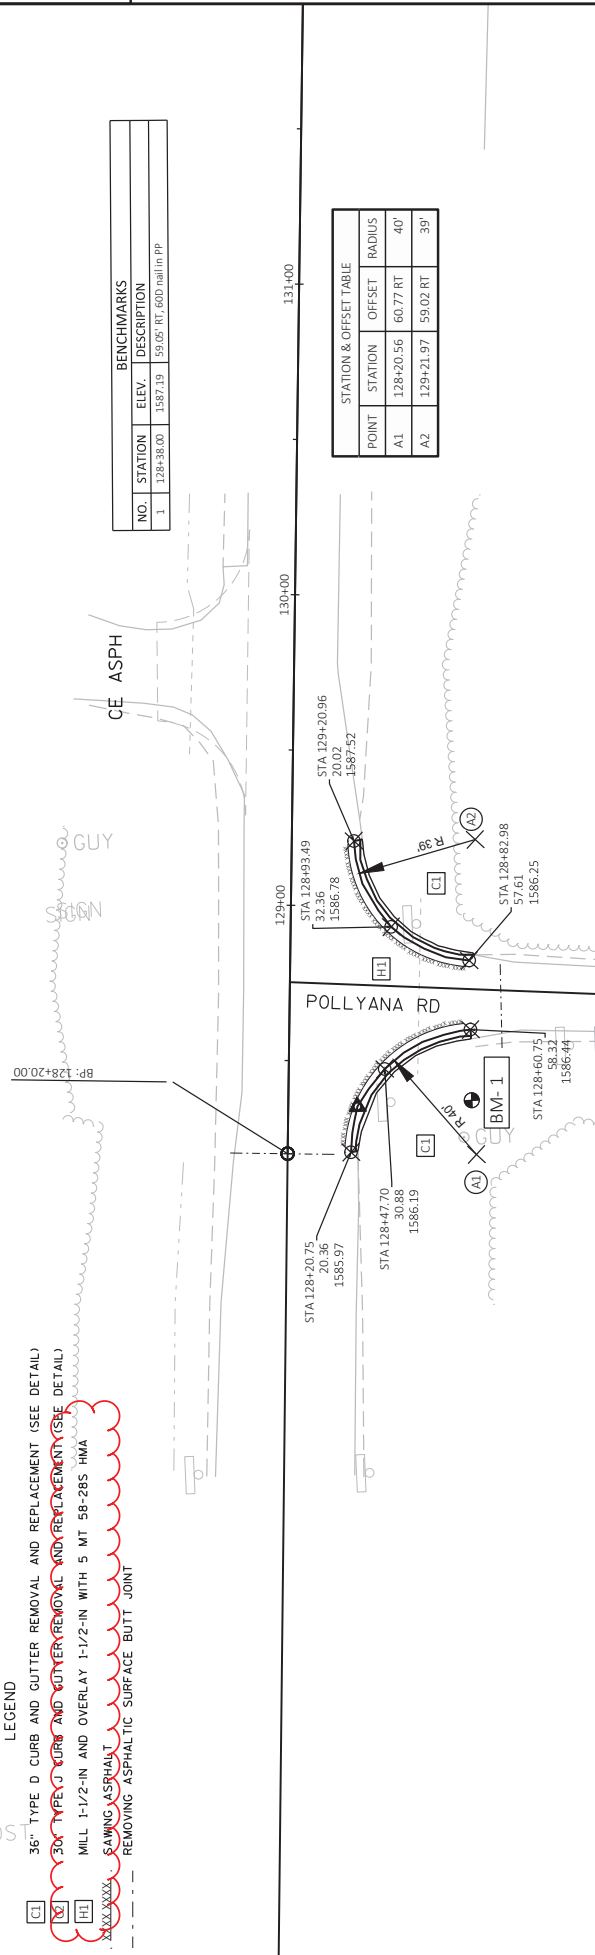 BENCHMARKS
NO. STATION ELEV. DESCRIPTION
1 128+38.00 1587.19 59.05' RT, 60D nail in PP
STATION & OFFSET TABLE
POINT STATION OFFSET RADIUS
A1 128+20.56 60.77 RT 40'
A2 129+21.97 59.02 RT 39'
131+00
130+00
129+00
CE ASPH
GUY
SIGN
SIGN
STA 129+20.96
20.02
1587.52
STA 128+93.49
32.36
1586.78
STA 128+82.98
57.61
1586.25
R 39'
A2
C1
H1
POLLYANA RD
BP: 128+20.00
STA 128+60.75
58.32
1586.44
BM- 1
R 40'
GUY
C1
A1
STA 128+47.70
30.88
1586.19
STA 128+20.75
20.36
1585.97
LEGEND
C1 36" TYPE D CURB AND GUTTER REMOVAL AND REPLACEMENT (SEE DETAIL)
C2 30" TYPE J CURB AND GUTTER REMOVAL AND REPLACEMENT (SEE DETAIL)
H1 MILL 1-1/2-IN AND OVERLAY 1-1/2-IN WITH 5 MT 58-28S HMA
SAWING ASPHALT
REMOVING ASPHALTIC SURFACE BUTT JOINT
OST